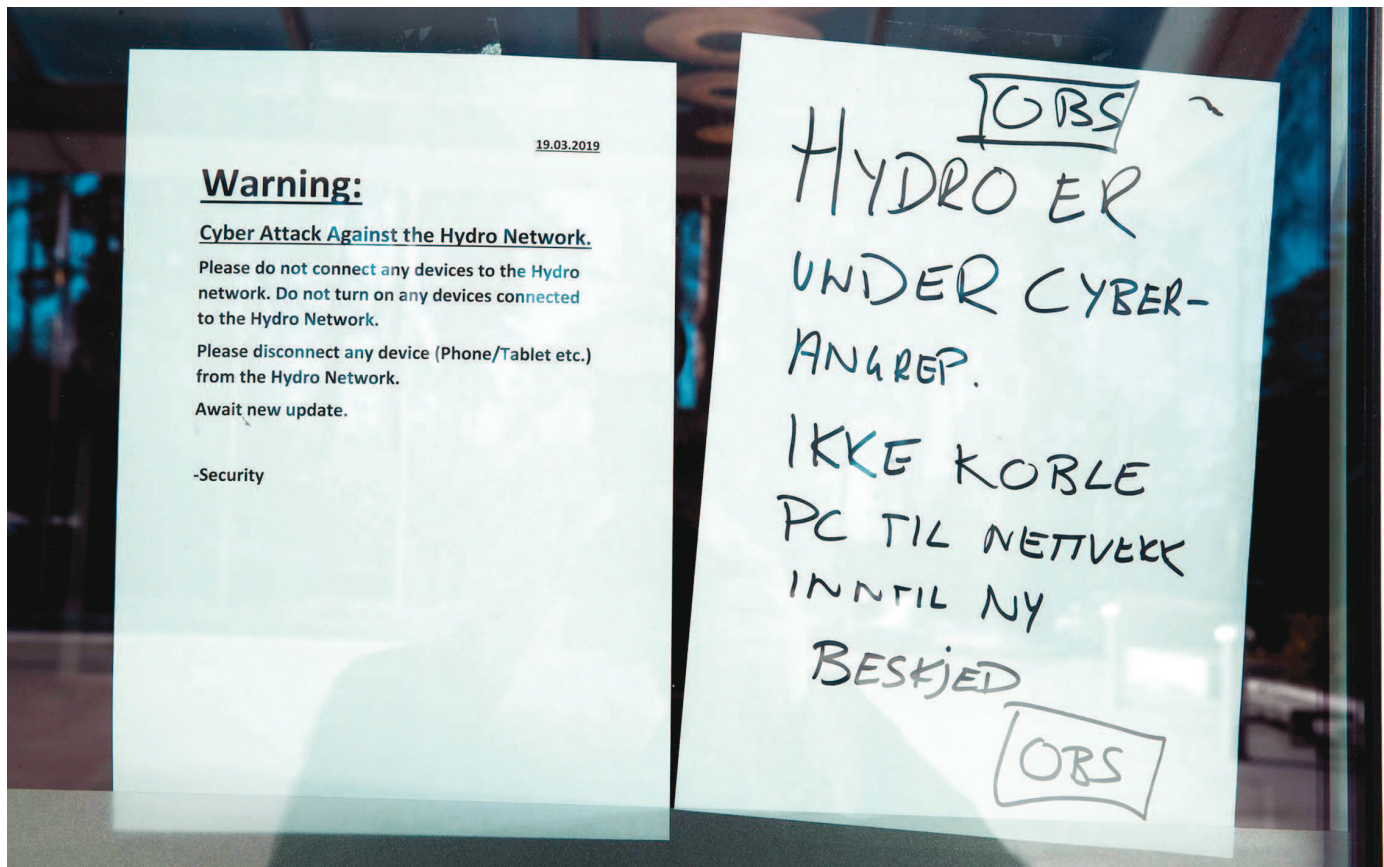 19.03.2019
Warning:
Cyber Attack Against the Hydro Network.
Please do not connect any devices to the Hydro
network. Do not turn on any devices connected
to the Hydro Network.
Please disconnect any device (Phone/Tablet etc.)
from the Hydro Network.
Await new update.
-Security
OBS
HYDRO ER
UNDER CYBER-
ANGREP.
IKKE KOBLE
PC TIL NETTVERK
INNTIL NY
BESKJED
OBS